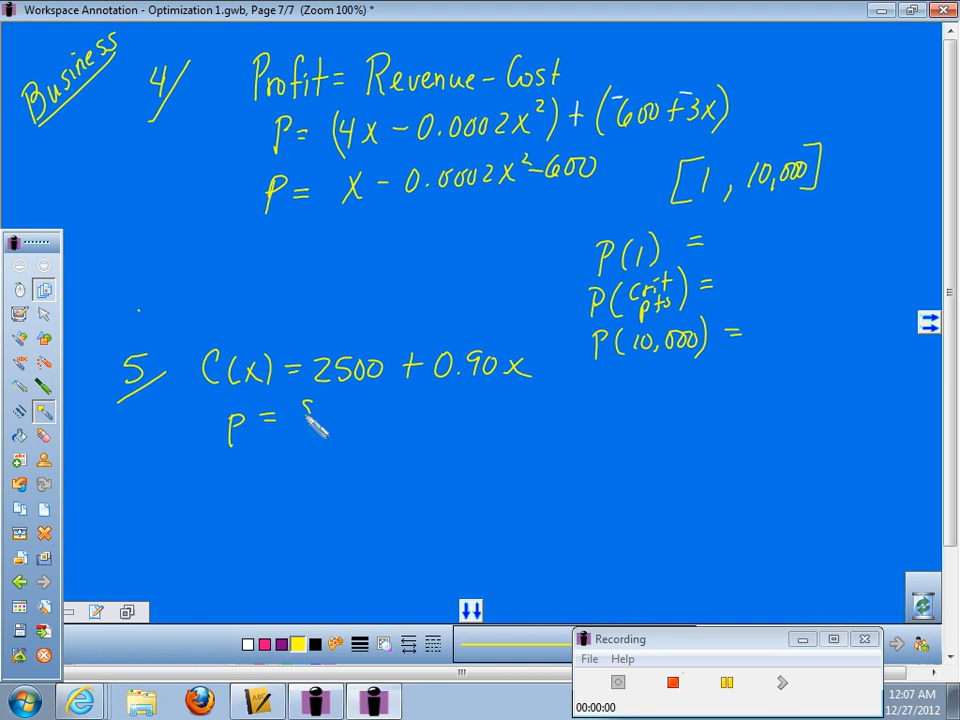 Workspace Annotation - Optimization 1.gwb, Page 7/7 (Zoom 100%) *
Business
4/ Profit = Revenue - Cost
P = (4x - 0.0002x²) + (-600 + -3x)
P = x - 0.0002x² - 600 [1, 10,000]
P(1) =
P(crit pts) =
P(10,000) =
5/ C(x) = 2500 + 0.90x
p =
Recording
File Help
00:00:00
12:07 AM
12/27/2012